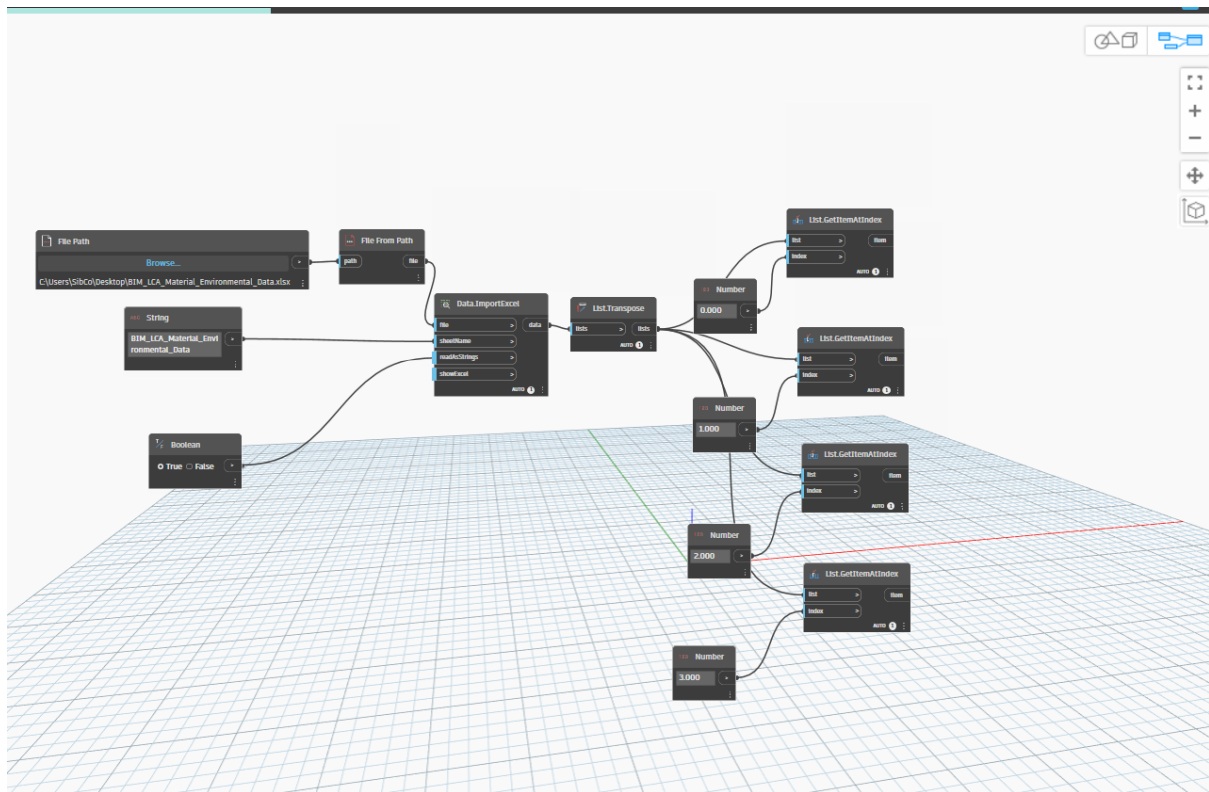 File Path
Browse...
C:\Users\SibCo\Desktop\BIM_LCA_Material_Environmental_Data.xlsx
File From Path
path
file
String
BIM_LCA_Material_Envi
ronmental_Data
Boolean
True False
Data.ImportExcel
file > data
sheetName >
readAsStrings >
showExcel >
AUTO
List.Transpose
lists > lists
AUTO
List.GetItemAtIndex
list > item
index >
AUTO
Number
0.000
List.GetItemAtIndex
list > item
index >
AUTO
Number
1.000
List.GetItemAtIndex
list > item
index >
AUTO
Number
2.000
List.GetItemAtIndex
list > item
index >
AUTO
Number
3.000